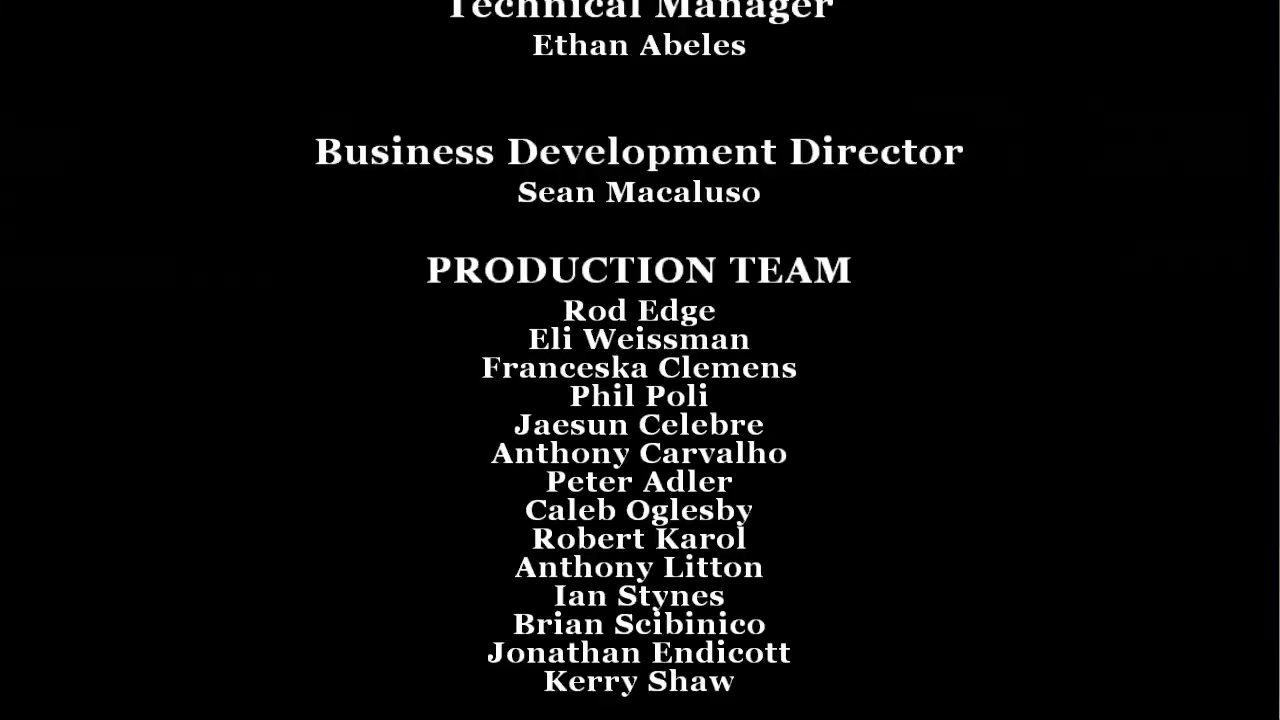 Technical Manager
Ethan Abeles
Business Development Director
Sean Macaluso
PRODUCTION TEAM
Rod Edge
Eli Weissman
Franceska Clemens
Phil Poli
Jaesun Celebre
Anthony Carvalho
Peter Adler
Caleb Oglesby
Robert Karol
Anthony Litton
Ian Stynes
Brian Scibinico
Jonathan Endicott
Kerry Shaw